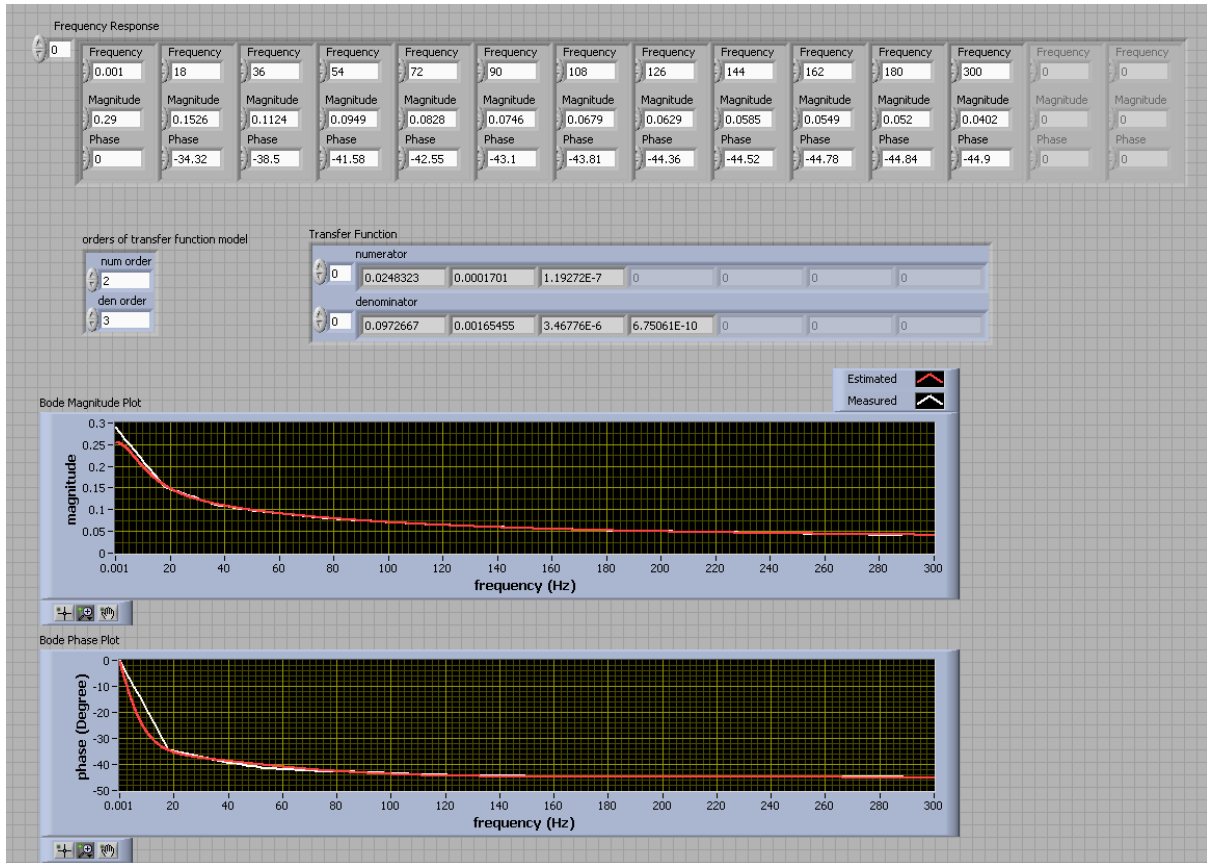 Frequency Response
0
Frequency Frequency Frequency Frequency Frequency Frequency Frequency Frequency Frequency Frequency Frequency Frequency Frequency Frequency
0.001 18 36 54 72 90 108 126 144 162 180 300 0 0
Magnitude Magnitude Magnitude Magnitude Magnitude Magnitude Magnitude Magnitude Magnitude Magnitude Magnitude Magnitude Magnitude Magnitude
0.29 0.1526 0.1124 0.0949 0.0828 0.0746 0.0679 0.0629 0.0585 0.0549 0.052 0.0402 0 0
Phase Phase Phase Phase Phase Phase Phase Phase Phase Phase Phase Phase Phase Phase
0 -34.32 -38.5 -41.58 -42.55 -43.1 -43.81 -44.36 -44.52 -44.78 -44.84 -44.9 0 0
orders of transfer function model
num order
2
den order
3
Transfer Function
numerator
0 0.0248323 0.0001701 1.19272E-7 0 0 0 0
denominator
0 0.0972667 0.00165455 3.46776E-6 6.75061E-10 0 0 0
Estimated
Measured
Bode Magnitude Plot
magnitude
0.3
0.25
0.2
0.15
0.1
0.05
0
0.001 20 40 60 80 100 120 140 160 180 200 220 240 260 280 300
frequency (Hz)
Bode Phase Plot
phase (Degree)
0
-10
-20
-30
-40
-50
0.001 20 40 60 80 100 120 140 160 180 200 220 240 260 280 300
frequency (Hz)